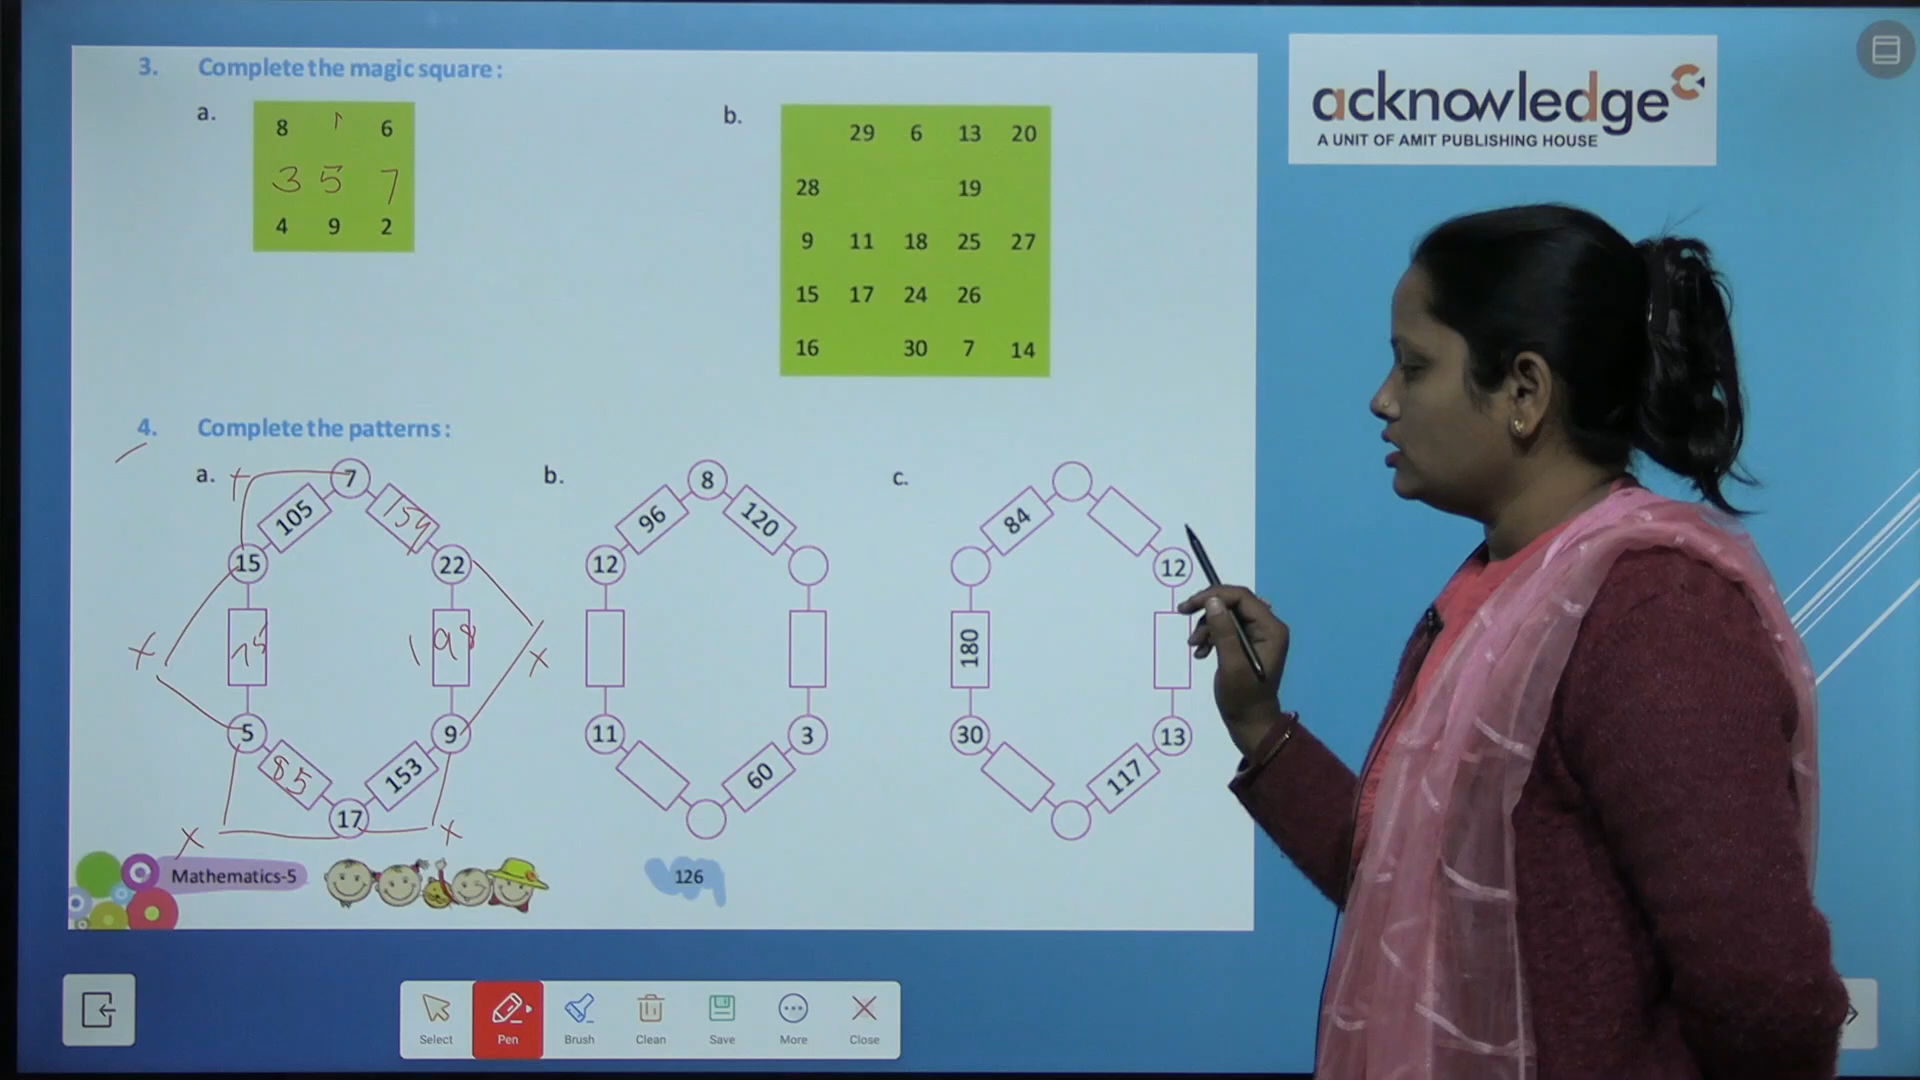 3. Complete the magic square :
a.
8 1 6
3 5 7
4 9 2
b.
29 6 13 20
28 19
9 11 18 25 27
15 17 24 26
16 30 7 14
4. Complete the patterns :
a.
7
105 154
15 22
75 198
5 9
85 153
17
b.
8
96 120
12
11 3
60
c.
84
12
180
30 13
117
Mathematics-5
126
acknowledge
A UNIT OF AMIT PUBLISHING HOUSE
Select Pen Brush Clean Save More Close